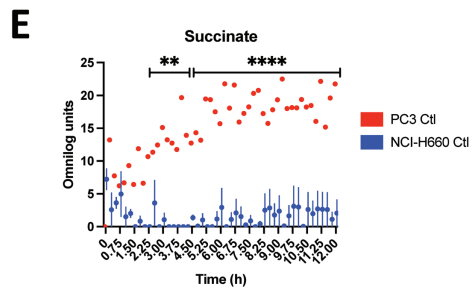 E
Succinate
** ****
Omnilog units
25
20
15
10
5
0
PC3 Ctl
NCI-H660 Ctl
0 0.75 1.50 2.25 3.00 3.75 4.50 5.25 6.00 6.75 7.50 8.25 9.00 9.75 10.50 11.25 12.00
Time (h)